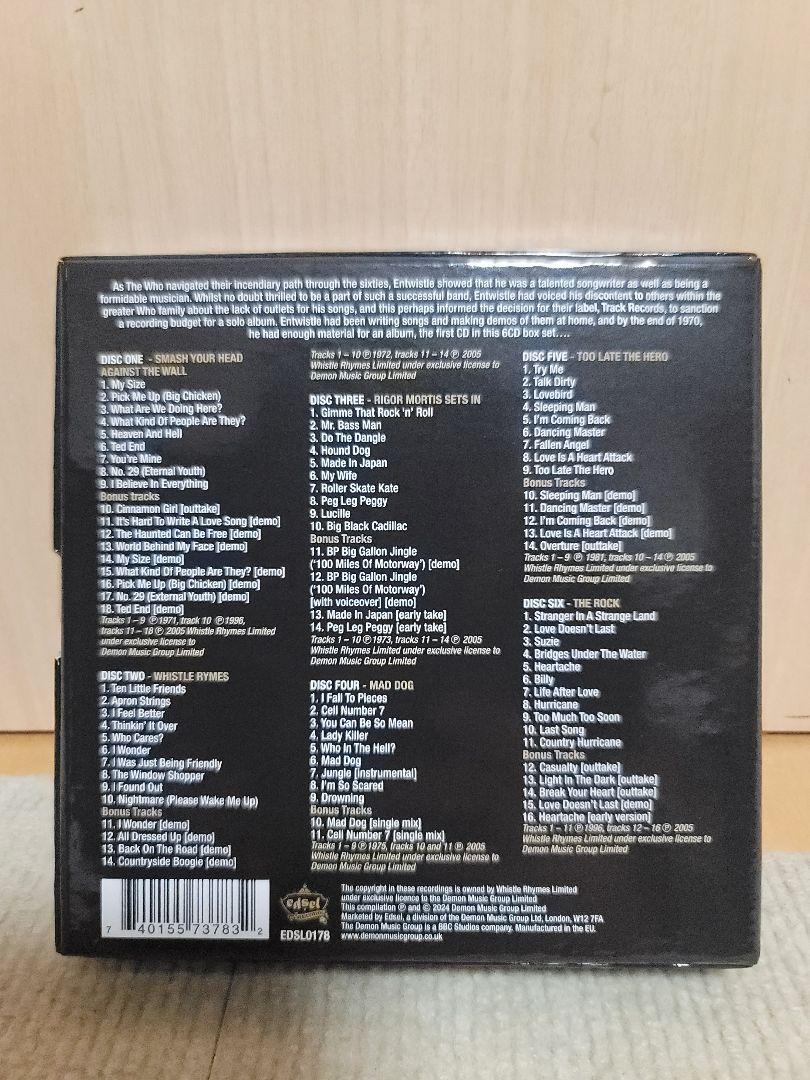 As The Who navigated their incendiary path through the sixties, Entwistle showed that he was a talented songwriter as well as being a
formidable musician. Whilst no doubt thrilled to be a part of such a successful band, Entwistle had voiced his discontent to others within the
greater Who family about the lack of outlets for his songs, and this perhaps informed the decision for their label, Track Records, to sanction
a recording budget for a solo album. Entwistle had been writing songs and making demos of them at home, and by the end of 1970,
he had enough material for an album, the first CD in this 6CD box set....
DISC ONE - SMASH YOUR HEAD
AGAINST THE WALL
1. My Size
2. Pick Me Up (Big Chicken)
3. What Are We Doing Here?
4. What Kind Of People Are They?
5. Heaven And Hell
6. Ted End
7. You're Mine
8. No. 29 (Eternal Youth)
9. I Believe in Everything
Bonus tracks
10. Cinnamon Girl [outtake]
11. It's Hard To Write A Love Song [demo]
12. The Haunted Can Be Free [demo]
13. World Behind My Face [demo]
14. My Size [demo]
15. What Kind Of People Are They? [demo]
16. Pick Me Up (Big Chicken) [demo]
17. No. 29 (External Youth) [demo]
18. Ted End [demo]
Tracks 1 – 9 ℗1971, track 10 ℗1996,
tracks 11 – 18 ℗ 2005 Whistle Rhymes Limited
under exclusive license to
Demon Music Group Limited
DISC TWO - WHISTLE RYMES
1. Ten Little Friends
2. Apron Strings
3. I Feel Better
4. Thinkin' It Over
5. Who Cares?
6. I Wonder
7. I Was Just Being Friendly
8. The Window Shopper
9. I Found Out
10. Nightmare (Please Wake Me Up)
Bonus Tracks
11. I Wonder [demo]
12. All Dressed Up [demo]
13. Back On The Road [demo]
14. Countryside Boogie [demo]
Tracks 1 – 10 ℗1972, tracks 11 – 14 ℗ 2005
Whistle Rhymes Limited under exclusive license to
Demon Music Group Limited
DISC THREE - RIGOR MORTIS SETS IN
1. Gimme That Rock 'n' Roll
2. Mr. Bass Man
3. Do The Dangle
4. Hound Dog
5. Made In Japan
6. My Wife
7. Roller Skate Kate
8. Peg Leg Peggy
9. Lucille
10. Big Black Cadillac
Bonus Tracks
11. BP Big Gallon Jingle
('100 Miles Of Motorway') [demo]
12. BP Big Gallon Jingle
('100 Miles Of Motorway')
[with voiceover] [demo]
13. Made In Japan [early take]
14. Peg Leg Peggy [early take]
Tracks 1 – 10 ℗1973, tracks 11 – 14 ℗ 2005
Whistle Rhymes Limited under exclusive license to
Demon Music Group Limited
DISC FOUR - MAD DOG
1. I Fall To Pieces
2. Cell Number 7
3. You Can Be So Mean
4. Lady Killer
5. Who In The Hell?
6. Mad Dog
7. Jungle [instrumental]
8. I'm So Scared
9. Drowning
Bonus Tracks
10. Mad Dog [single mix]
11. Cell Number 7 [single mix]
Tracks 1 – 9 ℗1975, tracks 10 and 11 ℗ 2005
Whistle Rhymes Limited under exclusive license to
Demon Music Group Limited
DISC FIVE - TOO LATE THE HERO
1. Try Me
2. Talk Dirty
3. Lovebird
4. Sleeping Man
5. I'm Coming Back
6. Dancing Master
7. Fallen Angel
8. Love Is A Heart Attack
9. Too Late The Hero
Bonus Tracks
10. Sleeping Man [demo]
11. Dancing Master [demo]
12. I'm Coming Back [demo]
13. Love Is A Heart Attack [demo]
14. Overture [outtake]
Tracks 1 – 9 ℗ 1981, tracks 10 – 14 ℗ 2005
Whistle Rhymes Limited under exclusive license to
Demon Music Group Limited
DISC SIX - THE ROCK
1. Stranger In A Strange Land
2. Love Doesn't Last
3. Suzie
4. Bridges Under The Water
5. Heartache
6. Billy
7. Life After Love
8. Hurricane
9. Too Much Too Soon
10. Last Song
11. Country Hurricane
Bonus Tracks
12. Casualty [outtake]
13. Light In The Dark [outtake]
14. Break Your Heart [outtake]
15. Love Doesn't Last [demo]
16. Heartache [early version]
Tracks 1 – 11 ℗1996, tracks 12 – 16 ℗ 2005
Whistle Rhymes Limited under exclusive license to
Demon Music Group Limited
7 40155 73783 2
edsel
EDSL0178
The copyright in these recordings is owned by Whistle Rhymes Limited
under exclusive licence to the Demon Music Group Limited
This compilation ℗ and © 2024 Demon Music Group Limited
Marketed by Edsel, a division of the Demon Music Group Ltd, London, W12 7FA
The Demon Music Group is a BBC Studios company. Manufactured in the EU.
www.demonmusicgroup.co.uk